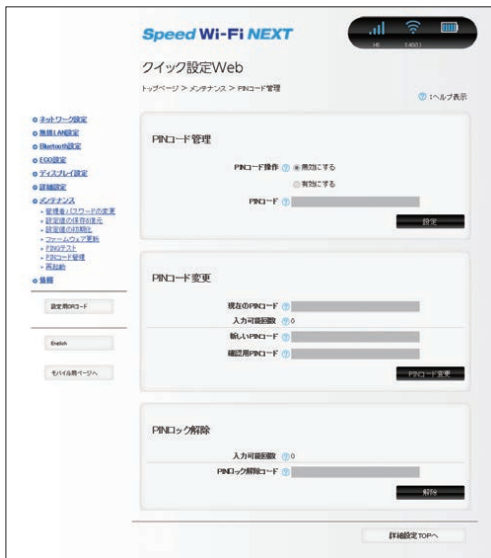 Speed Wi-Fi NEXT
クイック設定Web
トップページ > メンテナンス > PINコード管理
? :ヘルプ表示
ネットワーク設定
無線LAN設定
Bluetooth設定
ECO設定
ディスプレイ設定
詳細設定
メンテナンス
- 管理者パスワードの変更
- 設定値の保存&復元
- 設定値の初期化
- ファームウェア更新
- PINGテスト
- PINコード管理
- 再起動
情報
設定用QRコード
English
モバイル用ページへ
PINコード管理
PINコード操作 ? 無効にする
有効にする
PINコード ?
設定
PINコード変更
現在のPINコード ?
入力可能回数 ? 0
新しいPINコード ?
確認用PINコード ?
PINコード変更
PINロック解除
入力可能回数 ? 0
PINロック解除コード ?
解除
詳細設定TOPへ